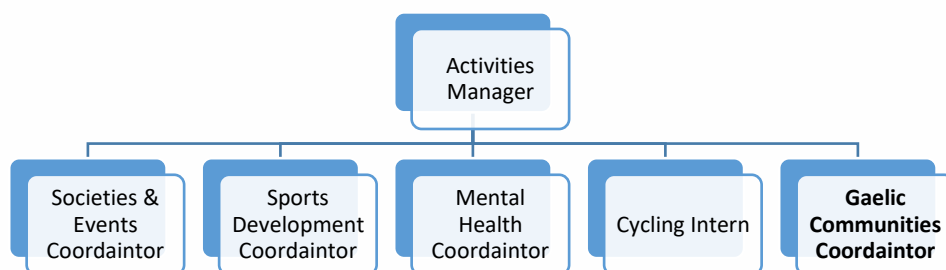 Activities
Manager
Societies &
Events
Coordaintor
Sports
Development
Coordaintor
Mental
Health
Coordaintor
Cycling Intern
Gaelic
Communities
Coordaintor